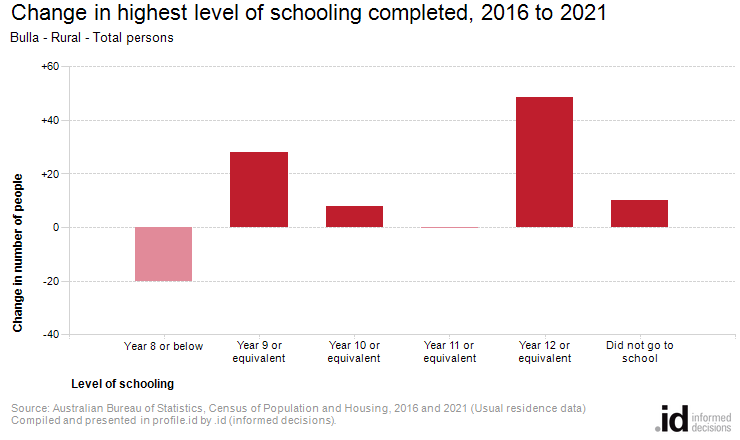 Change in highest level of schooling completed, 2016 to 2021
Bulla - Rural - Total persons
Change in number of people
+60
+40
+20
0
-20
-40
Year 8 or below
Year 9 or
equivalent
Year 10 or
equivalent
Year 11 or
equivalent
Year 12 or
equivalent
Did not go to
school
Level of schooling
Source: Australian Bureau of Statistics, Census of Population and Housing, 2016 and 2021 (Usual residence data)
Compiled and presented in profile.id by .id (informed decisions).
.id informed
decisions